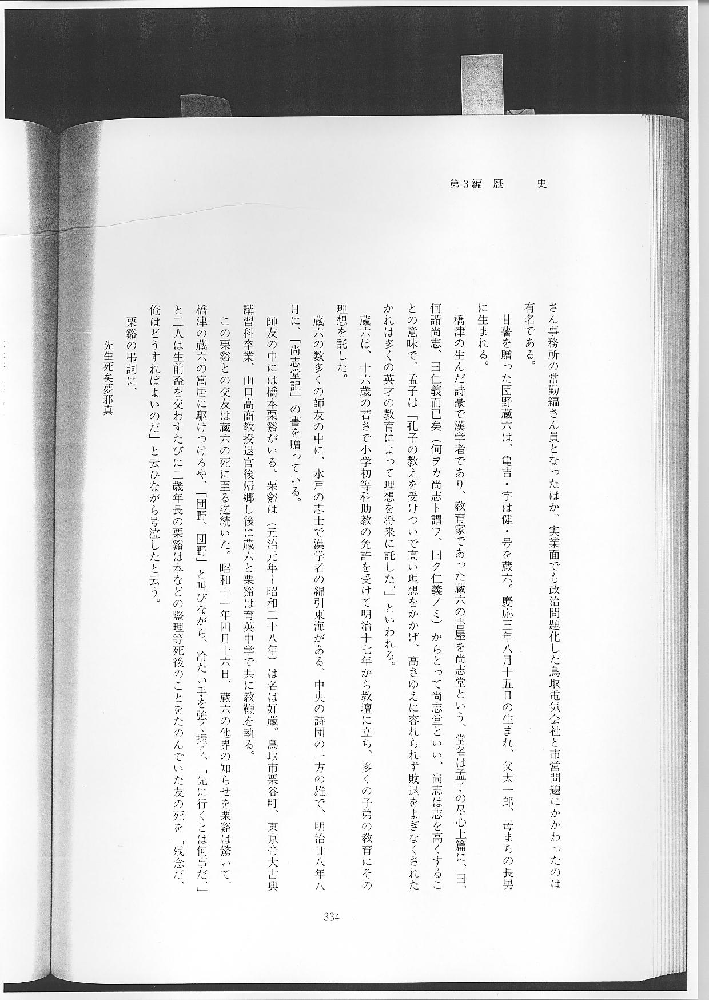 第3編 歴 史
さん事務所の常勤編さん員となったほか、実業面でも政治問題化した鳥取電気会社と市営問題にかかわったのは
有名である。
甘薯を贈った団野蔵六は、亀吉・字は健・号を蔵六。慶応三年八月十五日の生まれ、父太一郎、母まちの長男
に生まれる。
橋津の生んだ詩豪で漢学者であり、教育家であった蔵六の書屋を尚志堂という、堂名は孟子の尽心上篇に、曰、
何謂尚志、曰仁義而已矣（何ヲカ尚志ト謂フ、曰ク仁義ノミ）からとって尚志堂といい、尚志は志を高くするこ
との意味で、孟子は「孔子の教えを受けついで高い理想をかかげ、高さゆえに容れられず敗退をよぎなくされた
かれは多くの英才の教育によって理想を将来に託した。」といわれる。
蔵六は、十六歳の若さで小学初等科助教の免許を受けて明治十七年から教壇に立ち、多くの子弟の教育にその
理想を託した。
蔵六の数多くの師友の中に、水戸の志士で漢学者の綿引東海がある、中央の詩団の一方の雄で、明治廿八年八
月に、「尚志堂記」の書を贈っている。
師友の中には橋本栗谿がいる。栗谿は（元治元年～昭和二十八年）は名は好蔵。鳥取市栗谷町、東京帝大古典
講習科卒業、山口高商教授退官後帰郷し後に蔵六と栗谿は育英中学で共に教鞭を執る。
この栗谿との交友は蔵六の死に至る迄続いた。昭和十一年四月十六日、蔵六の他界の知らせを栗谿は驚いて、
橋津の蔵六の寓居に駆けつけるや、「団野、団野」と叫びながら、冷たい手を強く握り、「先に行くとは何事だ、」
と二人は生前盃を交わすたびに二歳年長の栗谿は本などの整理等死後のことをたのんでいた友の死を「残念だ、
俺はどうすればよいのだ」と云ひながら号泣したと云う。
栗谿の弔詞に、
先生死矣夢邪真
334